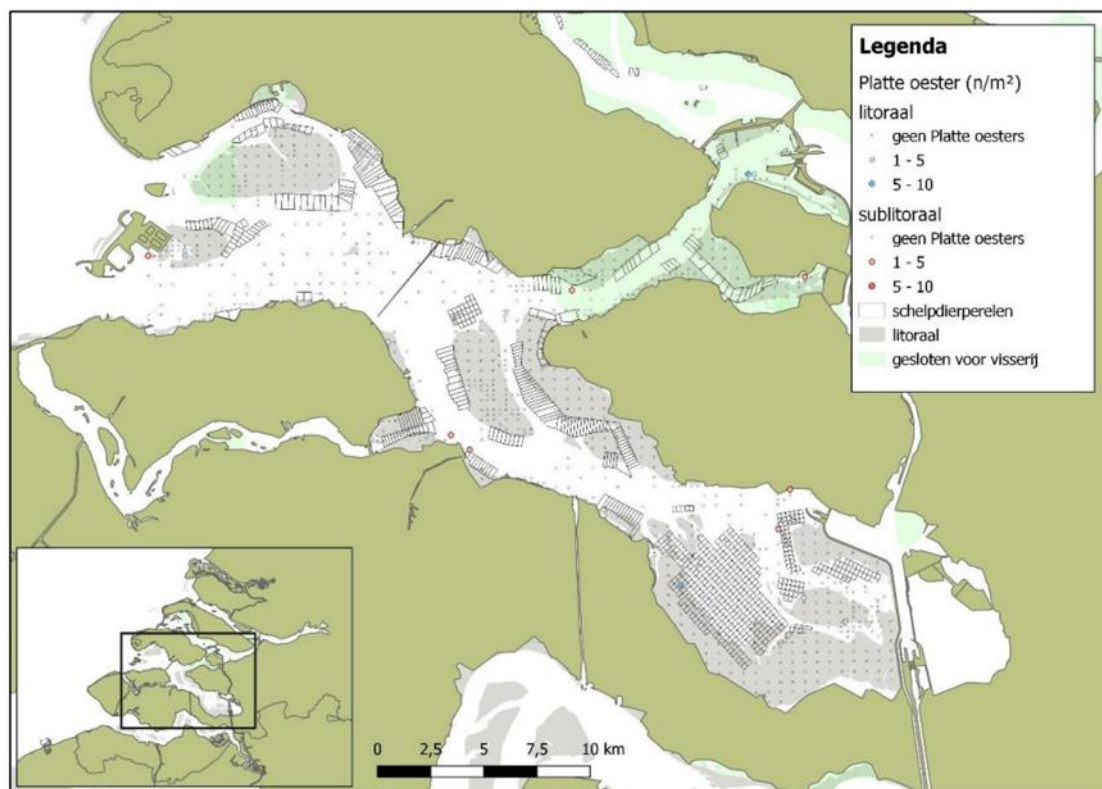 Legenda
Platte oester (n/m²)
litoraal
geen Platte oesters
1 - 5
5 - 10
sublitoraal
geen Platte oesters
1 - 5
5 - 10
schelpdierperelen
litoraal
gesloten voor visserij
0 2,5 5 7,5 10 km